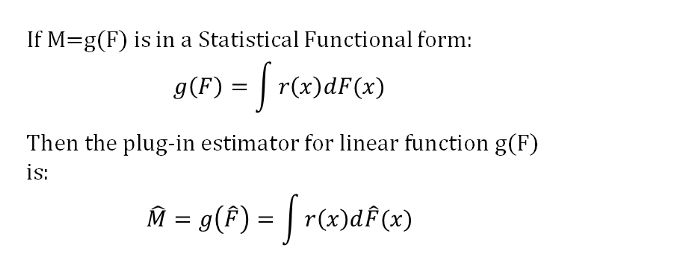 If M=g(F) is in a Statistical Functional form:
g(F) = ∫ r(x)dF(x)
Then the plug-in estimator for linear function g(F)
is:
M̂ = g(F̂) = ∫ r(x)dF̂(x)